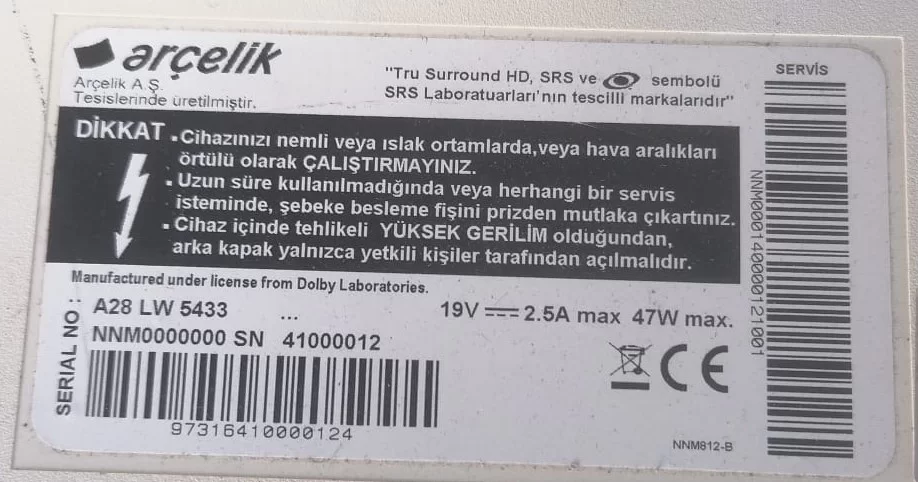 arçelik
Arçelik A.Ş.
Tesislerinde üretilmiştir.
"Tru Surround HD, SRS ve sembolü
SRS Laboratuarları'nın tescilli markalarıdır"
SERVİS
DİKKAT
▪Cihazınızı nemli veya ıslak ortamlarda,veya hava aralıkları
örtülü olarak ÇALIŞTIRMAYINIZ.
▪ Uzun süre kullanılmadığında veya herhangi bir servis
isteminde, şebeke besleme fişini prizden mutlaka çıkartınız.
▪ Cihaz içinde tehlikeli YÜKSEK GERİLİM olduğundan,
arka kapak yalnızca yetkili kişiler tarafından açılmalıdır.
Manufactured under license from Dolby Laboratories.
SERIAL NO :
A28 LW 5433 ...
19V 2.5A max 47W max.
NNM0000000 SN 41000012
97316410000124
CE
NNM812-B
NNM0001400000121001